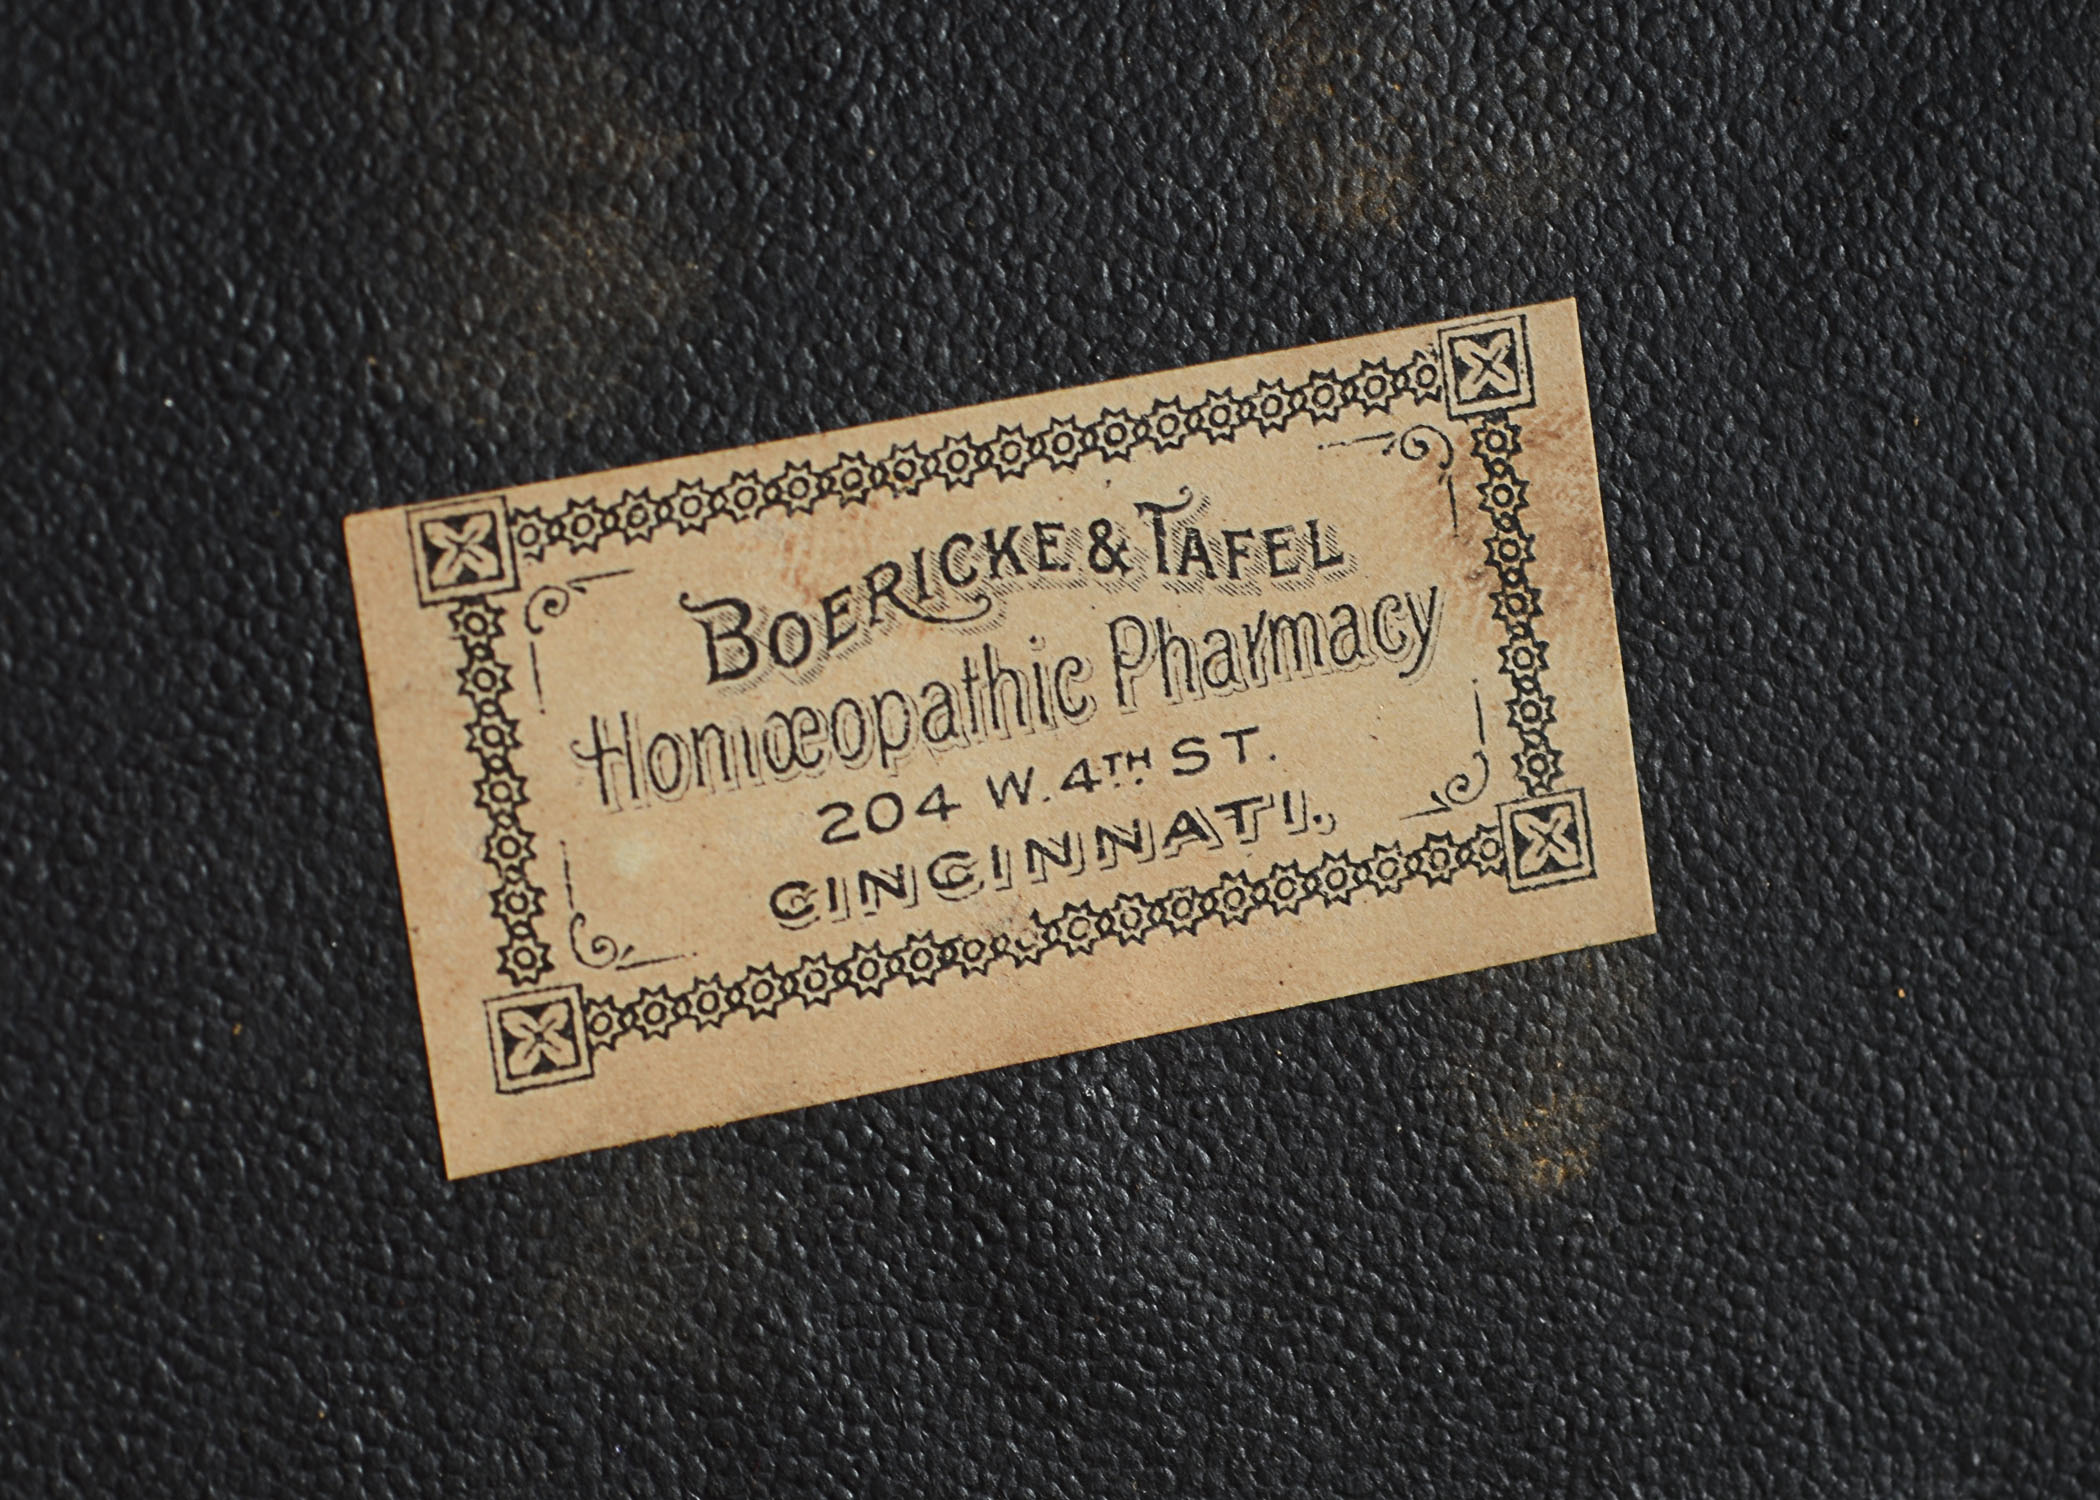 BOERICKE & TAFEL
Homœopathic Pharmacy
204 W. 4TH ST.
CINCINNATI.